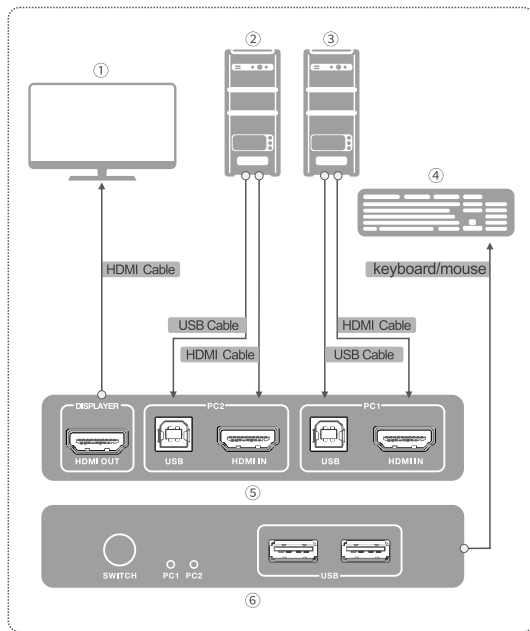 ① ② ③
④
HDMI Cable
keyboard/mouse
USB Cable
HDMI Cable
HDMI Cable
USB Cable
DISPLAYER
HDMI OUT
PC2
USB
HDMI IN
PC1
USB
HDMI IN
⑤
SWITCH
PC1 PC2
USB
⑥